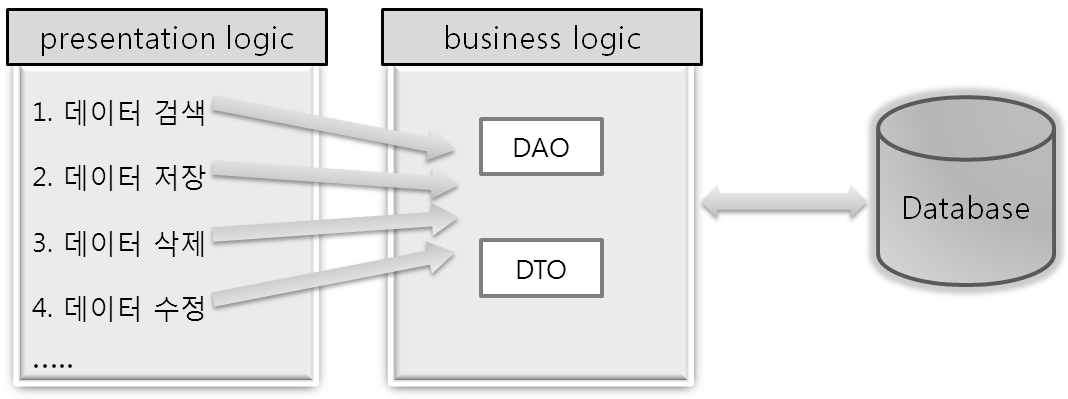 presentation logic
1. 데이터 검색
2. 데이터 저장
3. 데이터 삭제
4. 데이터 수정
.....
business logic
DAO
DTO
Database